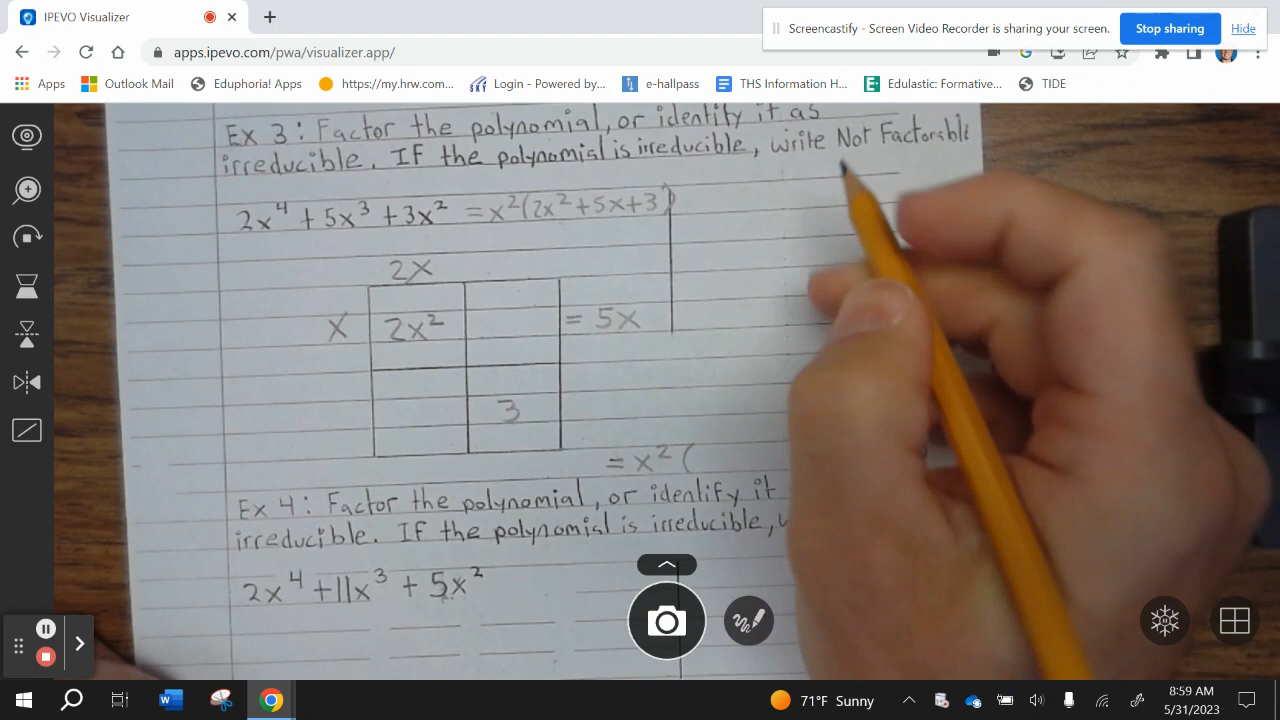 IPEVO Visualizer
Screencastify - Screen Video Recorder is sharing your screen.
Stop sharing
Hide
apps.ipevo.com/pwa/visualizer.app/
Apps
Outlook Mail
Eduphoria! Apps
https://my.hrw.com...
Login - Powered by...
e-hallpass
THS Information H...
Edulastic: Formative...
TIDE
Ex 3: Factor the polynomial, or identify it as
irreducible. If the polynomial is irreducible, write Not Factorable
2x⁴ + 5x³ + 3x² = x²(2x² + 5x + 3)
2x
x 2x² = 5x
3
= x² (
Ex 4: Factor the polynomial, or identify it
irreducible. If the polynomial is irreducible,
2x⁴ + 11x³ + 5x²
71°F Sunny
8:59 AM
5/31/2023